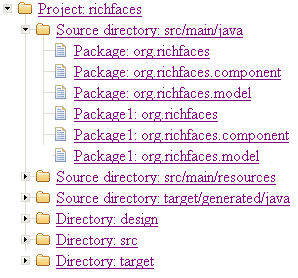 Project: richfaces
Source directory: src/main/java
Package: org.richfaces
Package: org.richfaces.component
Package: org.richfaces.model
Package1: org.richfaces
Package1: org.richfaces.component
Package1: org.richfaces.model
Source directory: src/main/resources
Source directory: target/generated/java
Directory: design
Directory: src
Directory: target